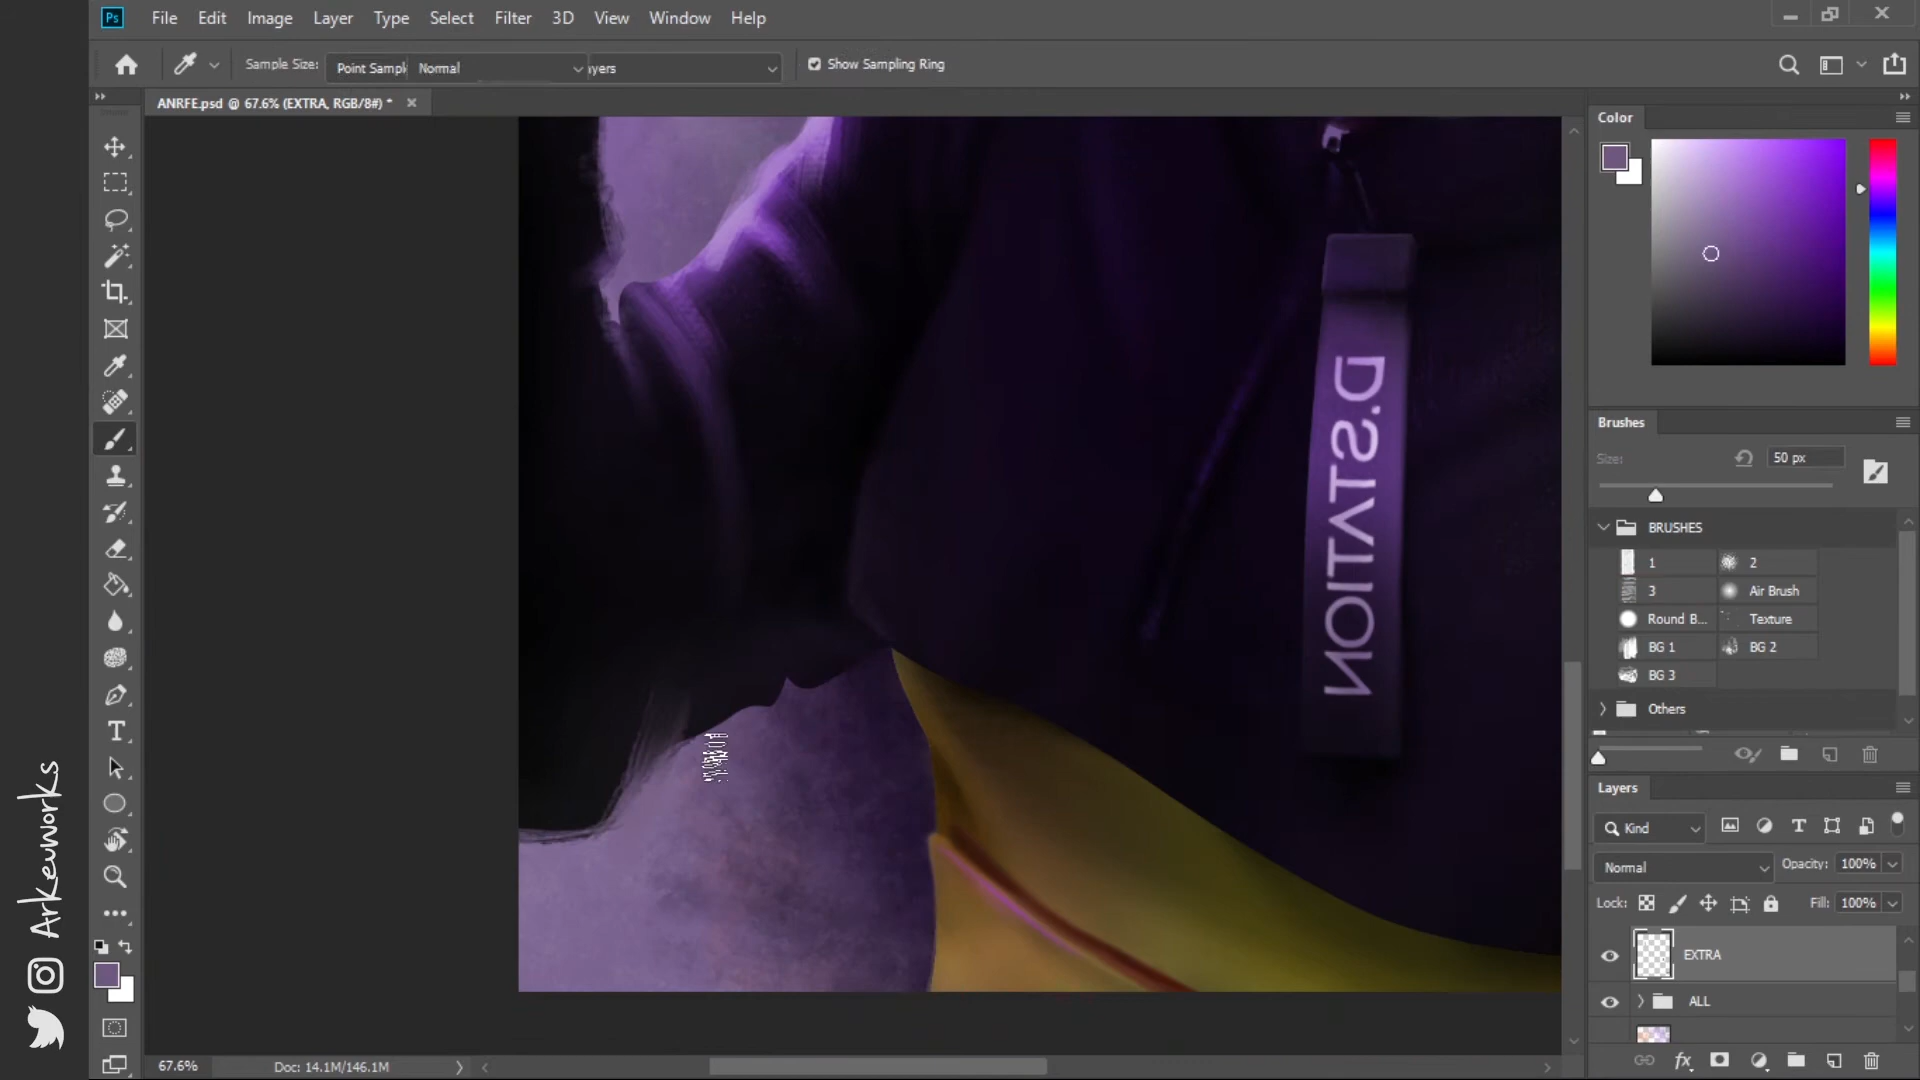 Ps File Edit Image Layer Type Select Filter 3D View Window Help
Sample Size: Point Sampl Normal ayers Show Sampling Ring
ANRFE.psd @ 67.6% (EXTRA, RGB/8#) *
Color
Brushes
Size: 50 px
BRUSHES
1 2
3 Air Brush
Round B... Texture
BG 1 BG 2
BG 3
Others
Layers
Kind
Normal Opacity: 100%
Lock: Fill: 100%
EXTRA
ALL
D.STATION
Arkeuworks
67.6% Doc: 14.1M/146.1M